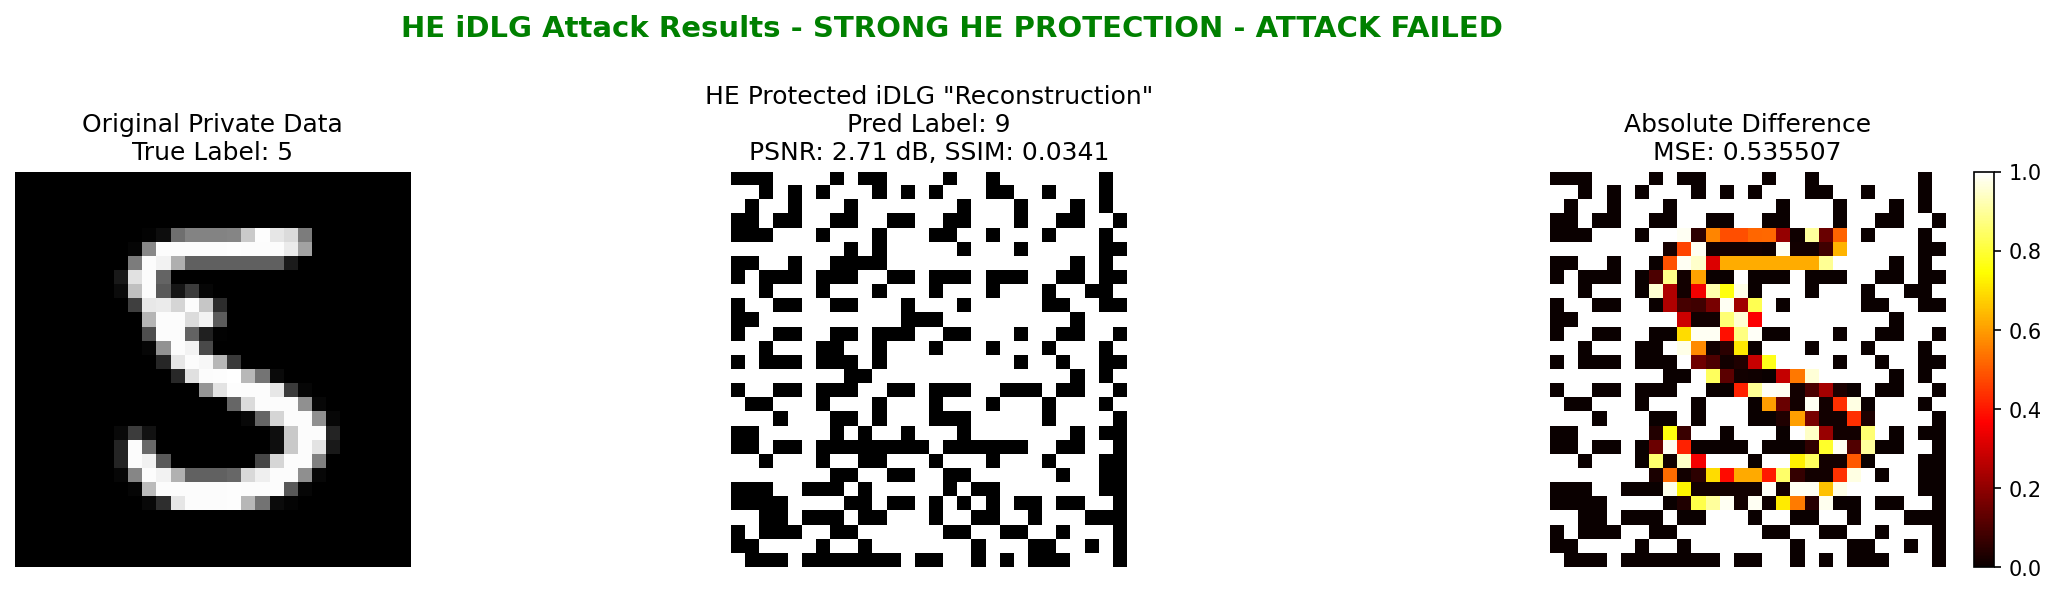 HE iDLG Attack Results - STRONG HE PROTECTION - ATTACK FAILED
Original Private Data
True Label: 5
HE Protected iDLG "Reconstruction"
Pred Label: 9
PSNR: 2.71 dB, SSIM: 0.0341
Absolute Difference
MSE: 0.535507
1.0
0.8
0.6
0.4
0.2
0.0